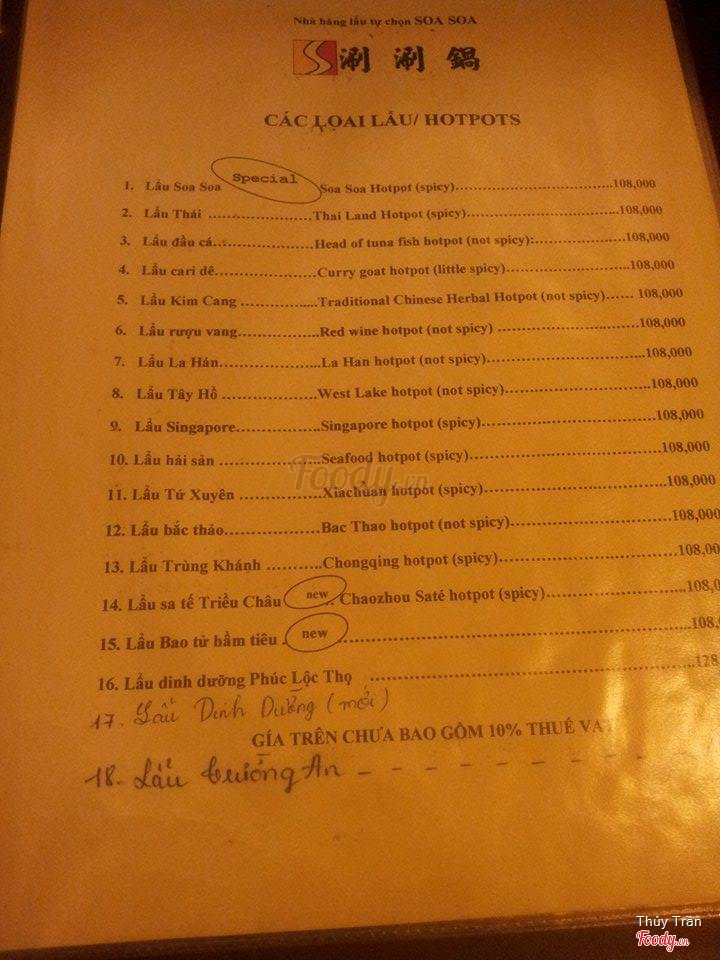 Nhà hàng lẩu tự chọn SOA SOA
涮涮鍋
CÁC LOẠI LẨU/ HOTPOTS
1. Lẩu Soa Soa Special Soa Soa Hotpot (spicy)..............................108,000
2. Lẩu Thái .......................Thai Land Hotpot (spicy)..............................108,000
3. Lẩu đầu cá.......................Head of tuna fish hotpot (not spicy):..................108,000
4. Lẩu cari dê.......................Curry goat hotpot (little spicy)........................108,000
5. Lẩu Kim Cang .................Traditional Chinese Herbal Hotpot (not spicy)...... 108,000
6. Lẩu rượu vang..................Red wine hotpot (not spicy) ............................108,000
7. Lẩu La Hán.......................La Han hotpot (not spicy)..............................108,000
8. Lẩu Tây Hồ .....................West Lake hotpot (not spicy)...........................108,000
9. Lẩu Singapore..................Singapore hotpot (spicy)................................108,000
10. Lẩu hải sản .....................Seafood hotpot (spicy)..................................108,000
11. Lẩu Tứ Xuyên ................Xiachuan hotpot (spicy).................................108,000
12. Lẩu bắc thảo...................Bac Thao hotpot (not spicy)............................108,000
13. Lẩu Trùng Khánh ............Chongqing hotpot (spicy)...............................108,00
14. Lẩu sa tế Triều Châu new .. Chaozhou Saté hotpot (spicy)........................108,0
15. Lẩu Bao tử hầm tiêu . new ............................................................108,
16. Lẩu dinh dưỡng Phúc Lộc Thọ ............................................................128
17. Lẩu Dinh Dưỡng (mới)
GÍA TRÊN CHƯA BAO GỒM 10% THUẾ VAT
18. Lẩu Trường An - - - - - - - -
Foody.vn
Thủy Trần
Foody.vn